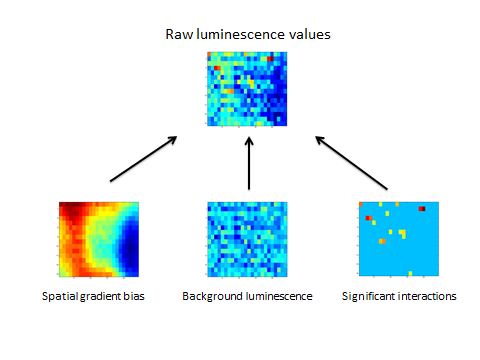 Raw luminescence values
Spatial gradient bias
Background luminescence
Significant interactions